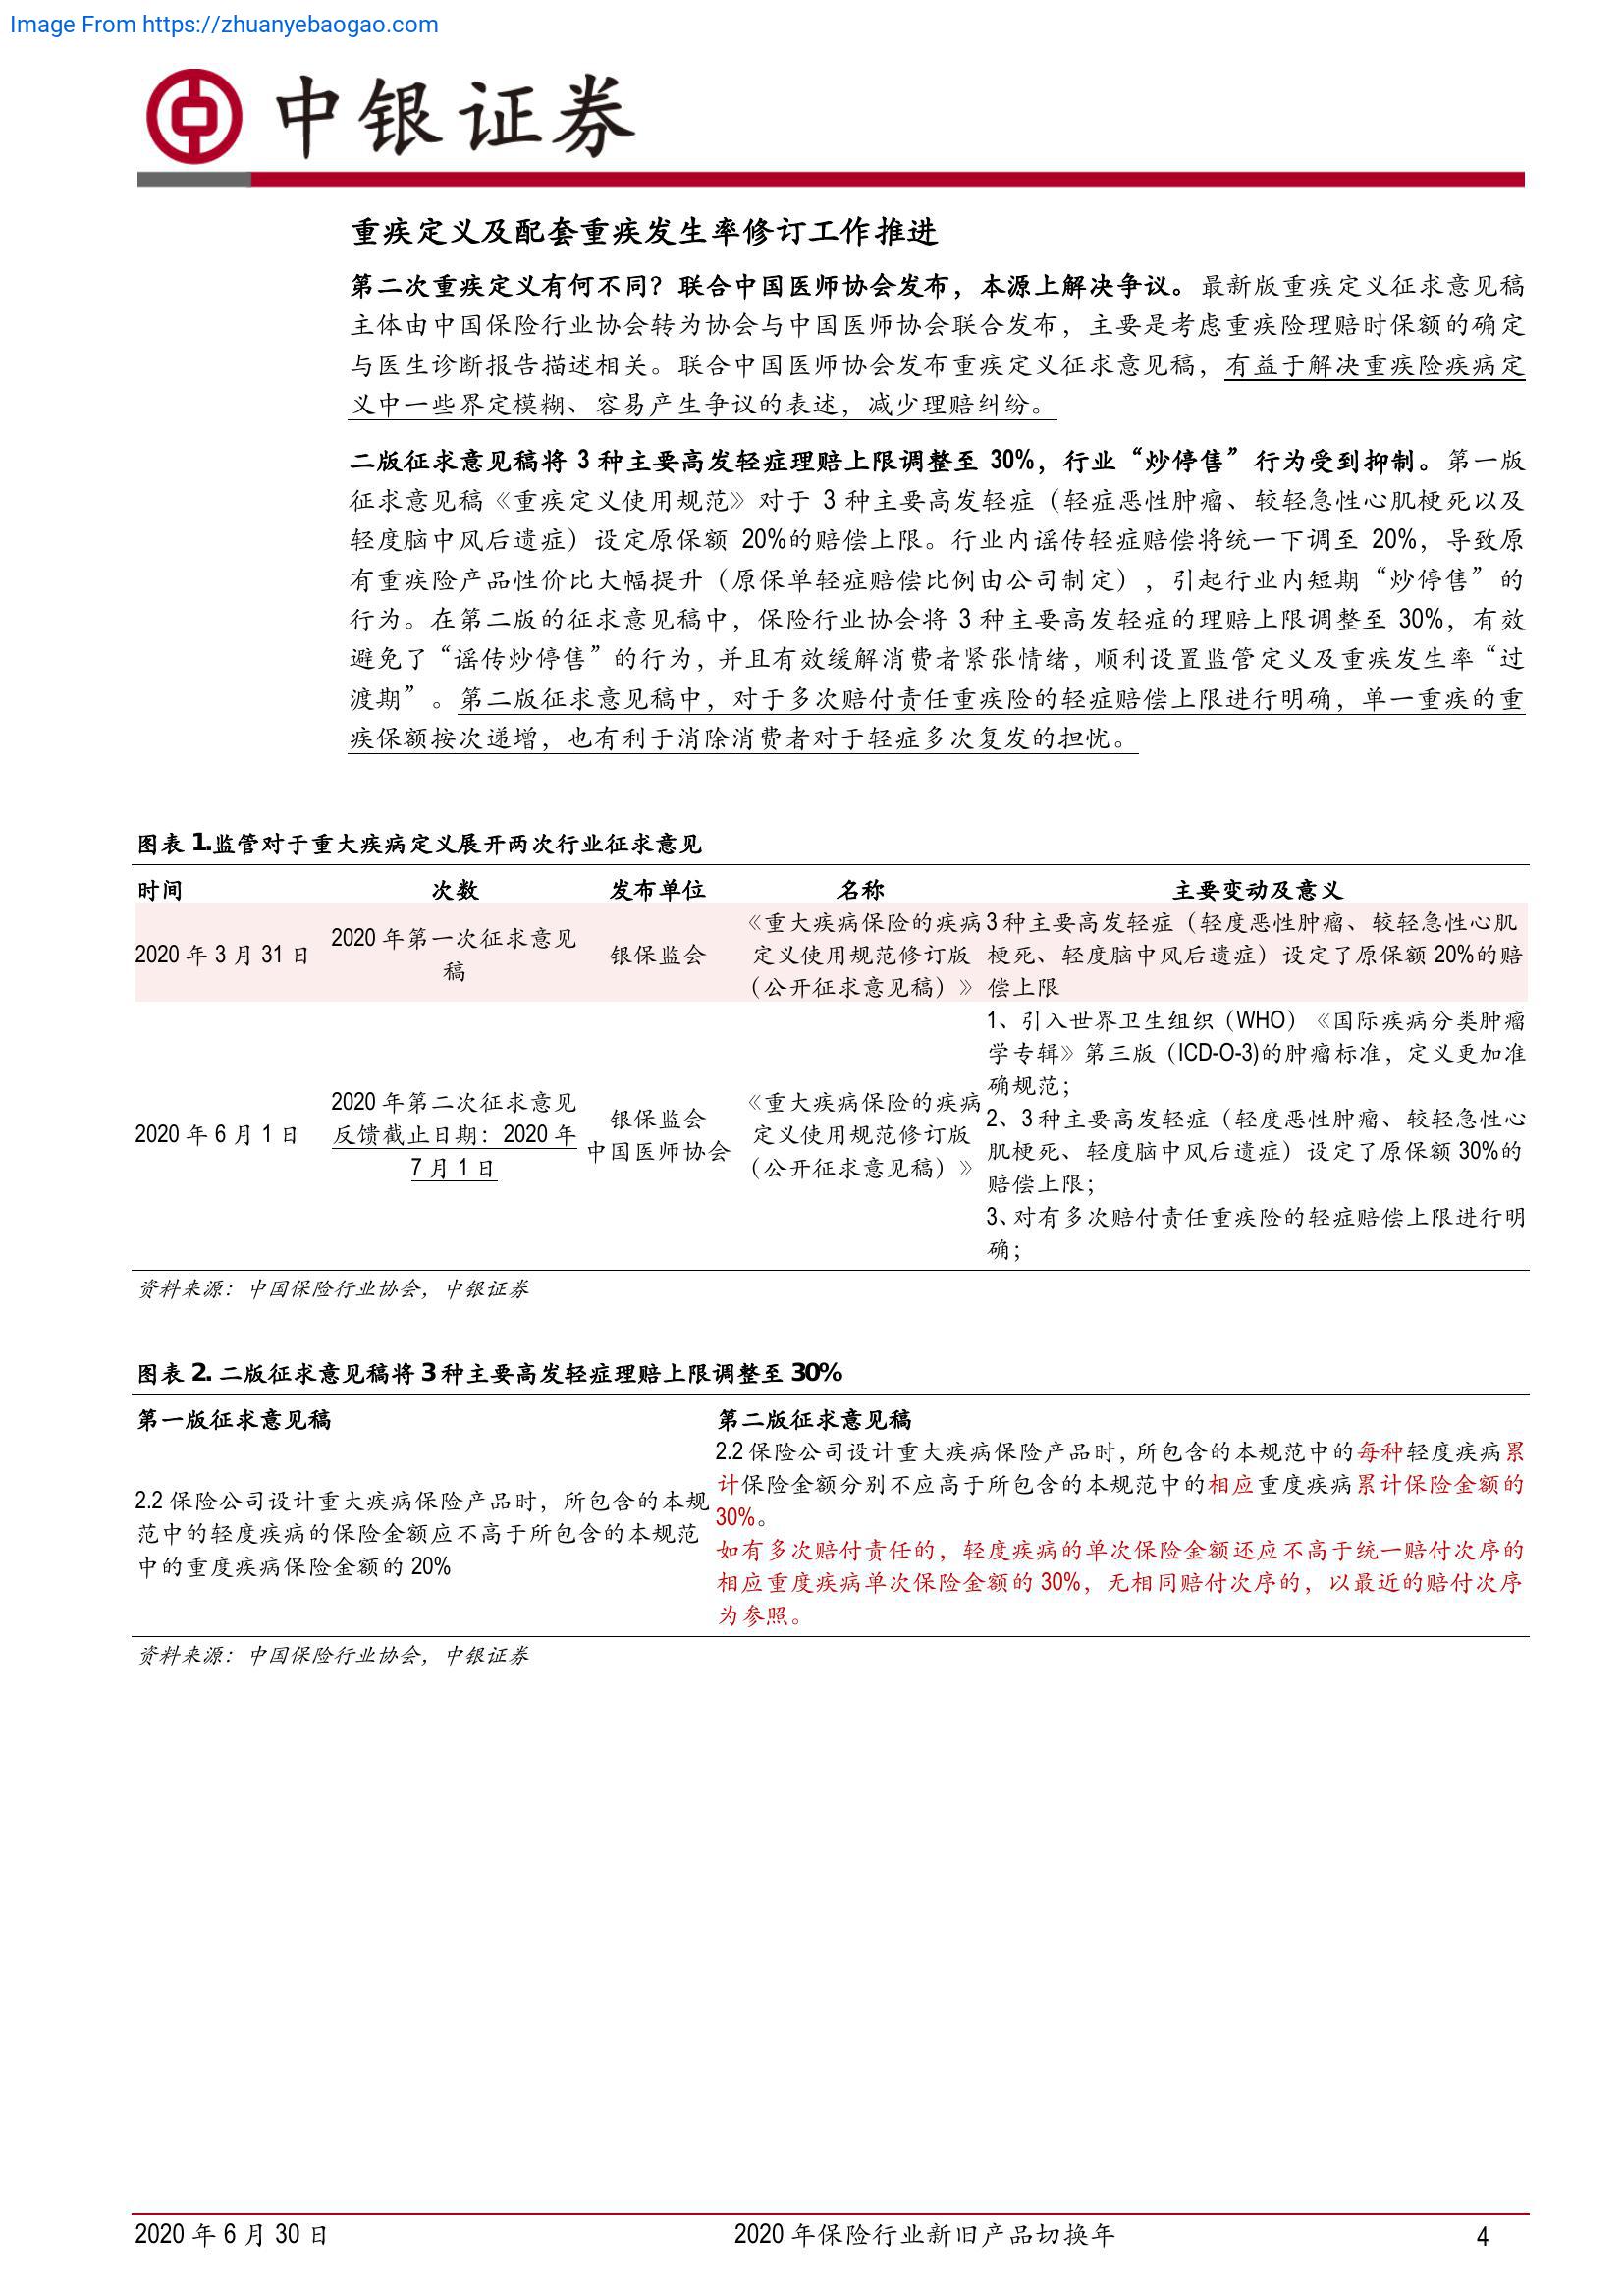 Image From https://zhuanyebaogao.com
中银证券
重疾定义及配套重疾发生率修订工作推进
第二次重疾定义有何不同？联合中国医师协会发布，本源上解决争议。最新版重疾定义征求意见稿
主体由中国保险行业协会转为协会与中国医师协会联合发布，主要是考虑重疾险理赔时保额的确定
与医生诊断报告描述相关。联合中国医师协会发布重疾定义征求意见稿，有益于解决重疾险疾病定
义中一些界定模糊、容易产生争议的表述，减少理赔纠纷。
二版征求意见稿将 3 种主要高发轻症理赔上限调整至 30%，行业“炒停售”行为受到抑制。第一版
征求意见稿《重疾定义使用规范》对于 3 种主要高发轻症（轻症恶性肿瘤、较轻急性心肌梗死以及
轻度脑中风后遗症）设定原保额 20%的赔偿上限。行业内谣传轻症赔偿将统一下调至 20%，导致原
有重疾险产品性价比大幅提升（原保单轻症赔偿比例由公司制定），引起行业内短期“炒停售”的
行为。在第二版的征求意见稿中，保险行业协会将 3 种主要高发轻症的理赔上限调整至 30%，有效
避免了“谣传炒停售”的行为，并且有效缓解消费者紧张情绪，顺利设置监管定义及重疾发生率“过
渡期”。第二版征求意见稿中，对于多次赔付责任重疾险的轻症赔偿上限进行明确，单一重疾的重
疾保额按次递增，也有利于消除消费者对于轻症多次复发的担忧。
图表 1.监管对于重大疾病定义展开两次行业征求意见
时间 次数 发布单位 名称 主要变动及意义
2020 年 3 月 31 日
2020 年第一次征求意见
稿
银保监会
《重大疾病保险的疾病
定义使用规范修订版
（公开征求意见稿）》
3 种主要高发轻症（轻度恶性肿瘤、较轻急性心肌
梗死、轻度脑中风后遗症）设定了原保额 20%的赔
偿上限
2020 年 6 月 1 日
2020 年第二次征求意见
反馈截止日期：2020 年
7 月 1 日
银保监会
中国医师协会
《重大疾病保险的疾病
定义使用规范修订版
（公开征求意见稿）》
1、引入世界卫生组织（WHO）《国际疾病分类肿瘤
学专辑》第三版（ICD-O-3)的肿瘤标准，定义更加准
确规范；
2、3 种主要高发轻症（轻度恶性肿瘤、较轻急性心
肌梗死、轻度脑中风后遗症）设定了原保额 30%的
赔偿上限；
3、对有多次赔付责任重疾险的轻症赔偿上限进行明
确；
资料来源：中国保险行业协会，中银证券
图表 2. 二版征求意见稿将 3 种主要高发轻症理赔上限调整至 30%
第一版征求意见稿 第二版征求意见稿
2.2 保险公司设计重大疾病保险产品时，所包含的本规
范中的轻度疾病的保险金额应不高于所包含的本规范
中的重度疾病保险金额的 20%
2.2 保险公司设计重大疾病保险产品时，所包含的本规范中的每种轻度疾病累
计保险金额分别不应高于所包含的本规范中的相应重度疾病累计保险金额的
30%。
如有多次赔付责任的，轻度疾病的单次保险金额还应不高于统一赔付次序的
相应重度疾病单次保险金额的 30%，无相同赔付次序的，以最近的赔付次序
为参照。
资料来源：中国保险行业协会，中银证券
2020 年 6 月 30 日 2020 年保险行业新旧产品切换年 4